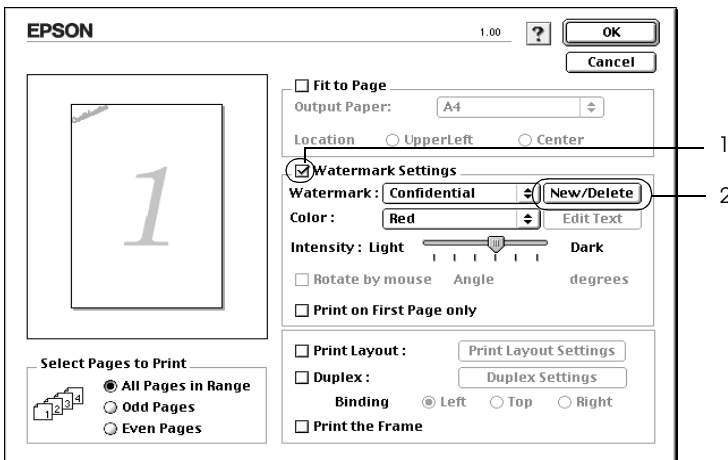 EPSON 1.00 ? OK
Cancel
Fit to Page
Output Paper: A4
Location UpperLeft Center
1
Watermark Settings
Watermark: Confidential New/Delete
2
Color: Red Edit Text
Intensity: Light Dark
Rotate by mouse Angle degrees
Print on First Page only
Confidential
1
Print Layout: Print Layout Settings
Duplex: Duplex Settings
Binding Left Top Right
Print the Frame
Select Pages to Print
1 2 3 4
All Pages in Range
Odd Pages
Even Pages